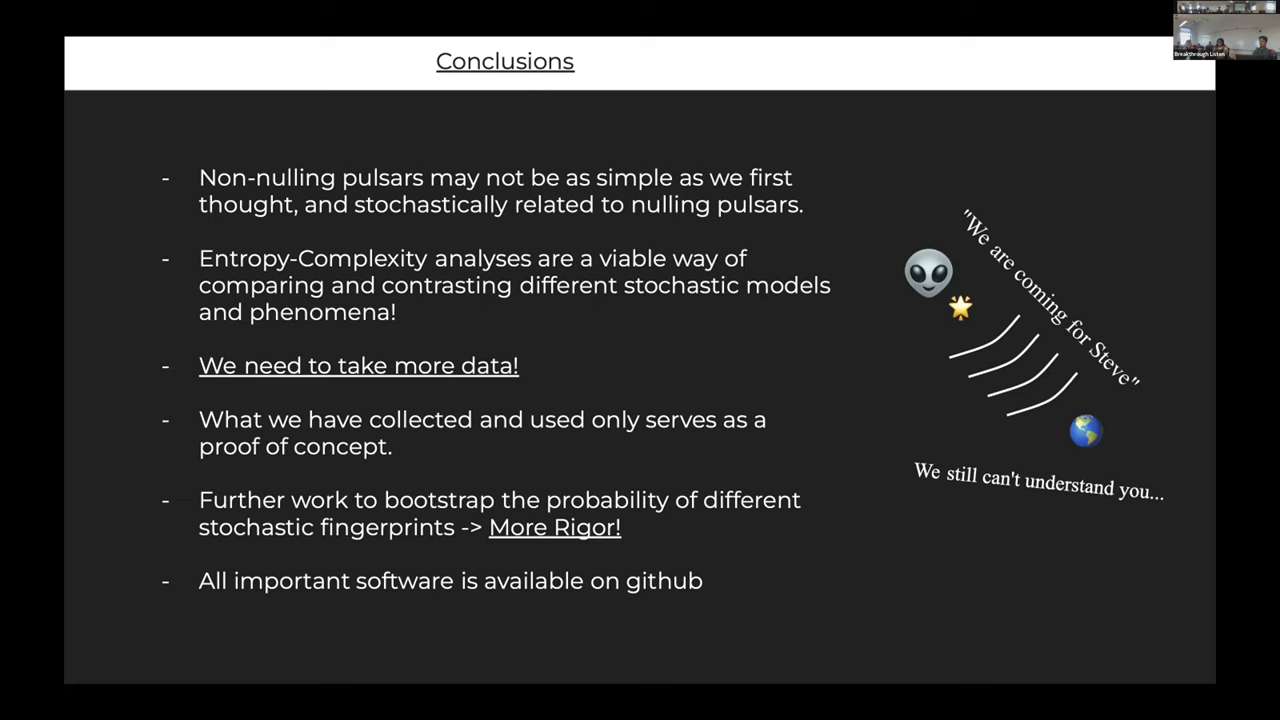 Conclusions
- Non-nulling pulsars may not be as simple as we first
thought, and stochastically related to nulling pulsars.
- Entropy-Complexity analyses are a viable way of
comparing and contrasting different stochastic models
and phenomena!
- We need to take more data!
- What we have collected and used only serves as a
proof of concept.
- Further work to bootstrap the probability of different
stochastic fingerprints -> More Rigor!
- All important software is available on github
"We are coming for Steve"
We still can't understand you...
Breakthrough Listen